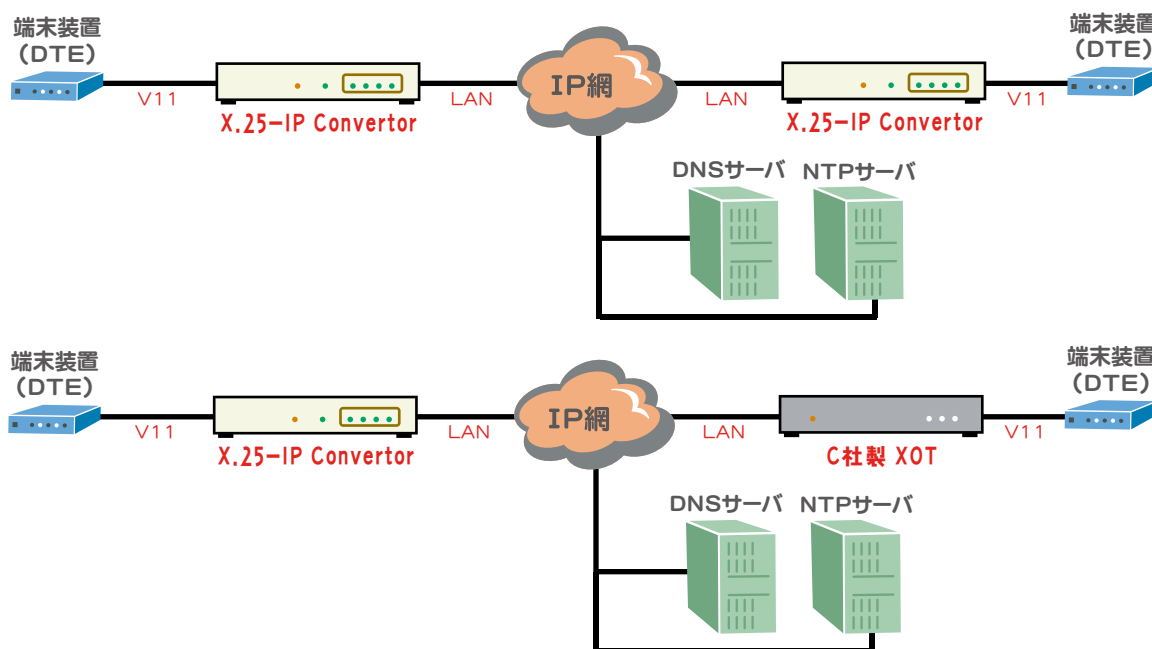 端末装置
(DTE)
V11
X.25-IP Convertor
LAN
IP網
LAN
X.25-IP Convertor
V11
端末装置
(DTE)
DNSサーバ
NTPサーバ
端末装置
(DTE)
V11
X.25-IP Convertor
LAN
IP網
LAN
C社製 XOT
V11
端末装置
(DTE)
DNSサーバ
NTPサーバ